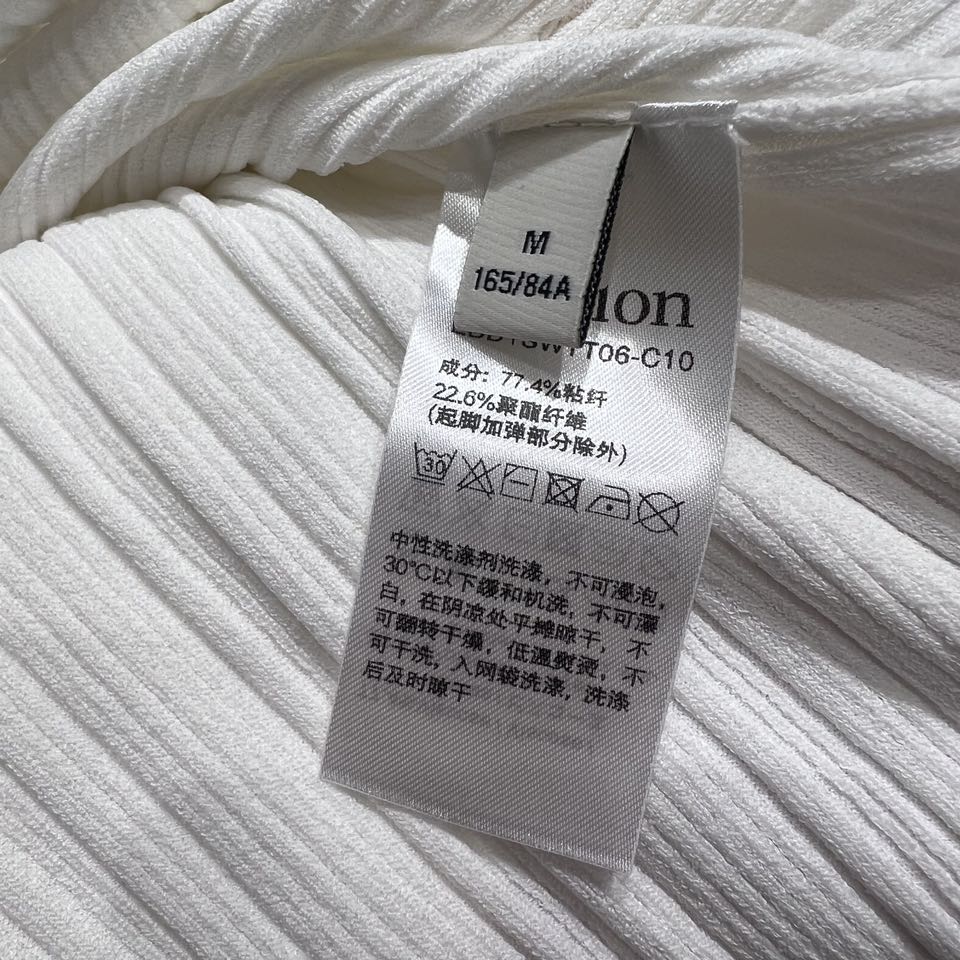 M
165/84A
成分: 77.4%粘纤
22.6%聚酯纤维
(起脚加弹部分除外)
30
中性洗涤剂洗涤，不可漫泡，
30°C以下缓和机洗，不可漂
白，在阴凉处平摊晾干，不
可翻转干燥，低温熨烫，不
可干洗，入网袋洗涤，洗涤
后及时晾干